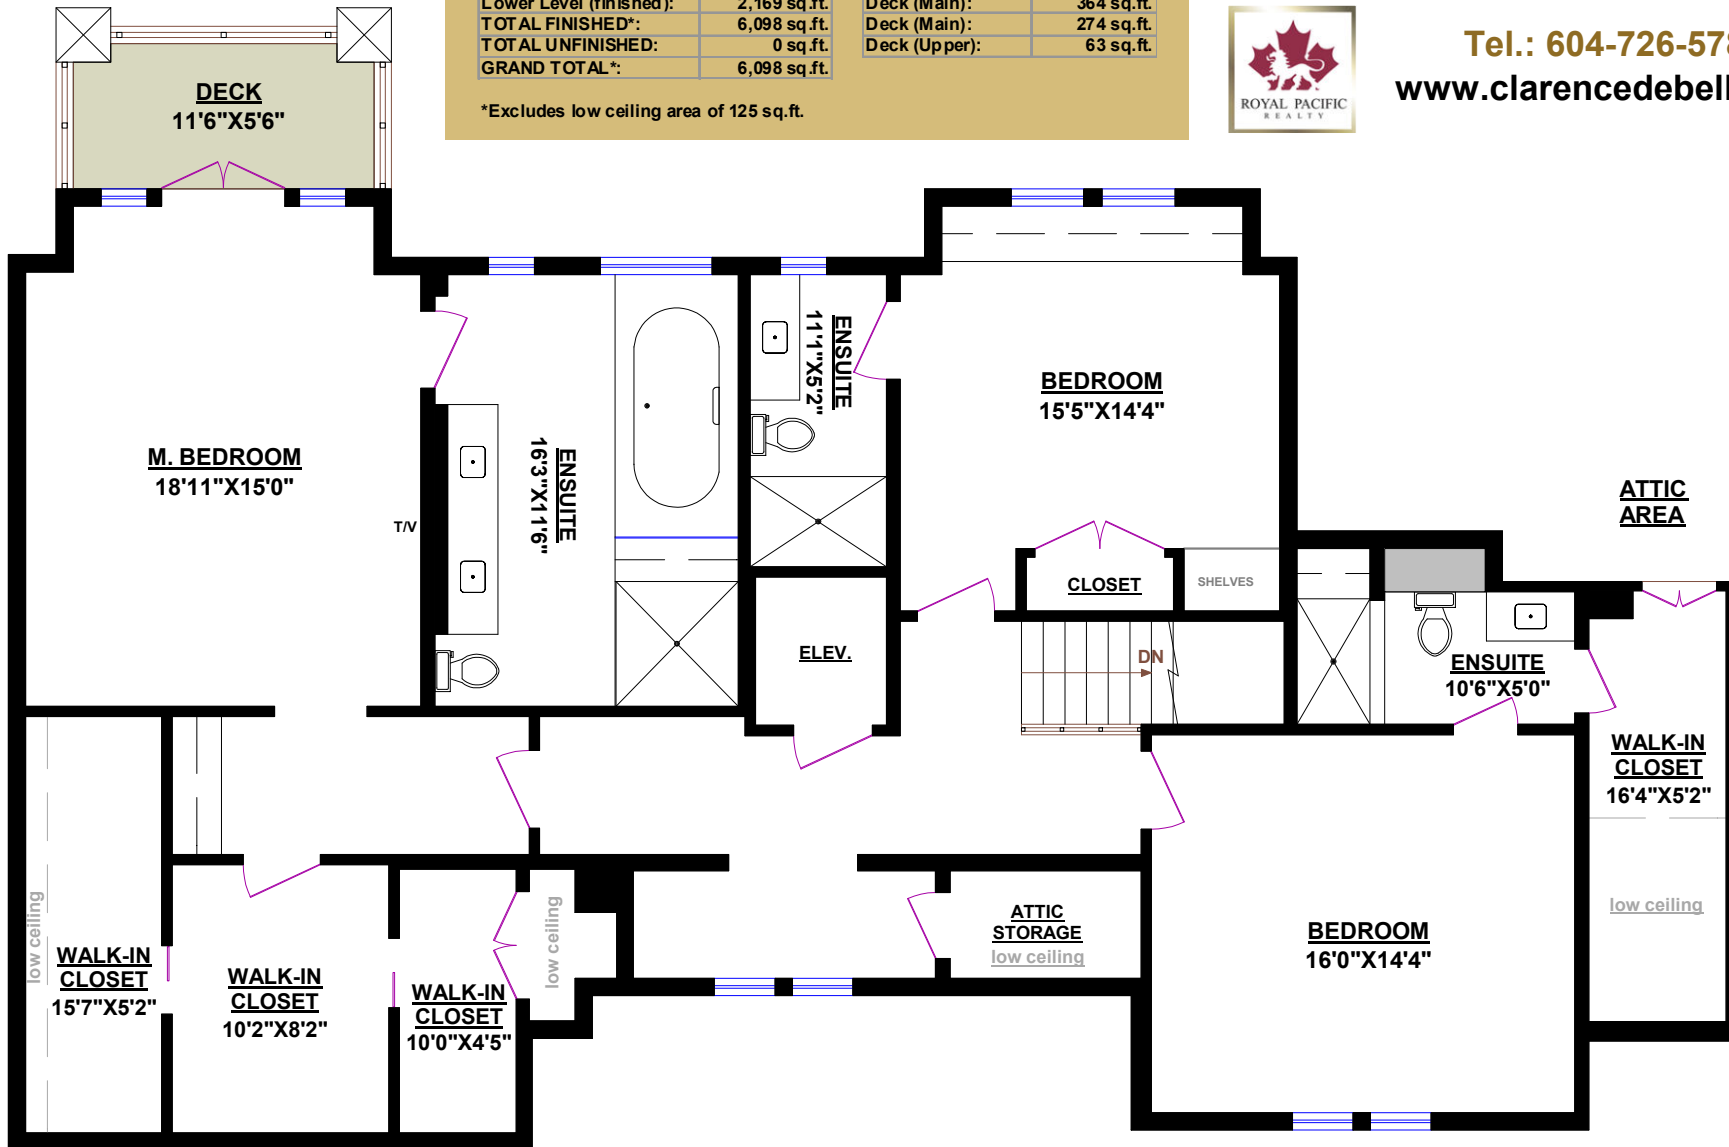 Lower Level (finished): 2,169 sq.ft.
TOTAL FINISHED*: 6,098 sq.ft.
TOTAL UNFINISHED: 0 sq.ft.
GRAND TOTAL*: 6,098 sq.ft.
*Excludes low ceiling area of 125 sq.ft.
Deck (Main): 364 sq.ft.
Deck (Main): 274 sq.ft.
Deck (Upper): 63 sq.ft.
ROYAL PACIFIC
REALTY
Tel.: 604-726-578
www.clarencedebell
DECK
11'6"X5'6"
M. BEDROOM
18'11"X15'0"
T/V
ENSUITE
16'3"X11'6"
ENSUITE
11'1"X5'2"
BEDROOM
15'5"X14'4"
CLOSET
SHELVES
ELEV.
DN
ATTIC
AREA
ENSUITE
10'6"X5'0"
WALK-IN
CLOSET
16'4"X5'2"
low ceiling
BEDROOM
16'0"X14'4"
ATTIC
STORAGE
low ceiling
low ceiling
WALK-IN
CLOSET
10'0"X4'5"
WALK-IN
CLOSET
10'2"X8'2"
WALK-IN
CLOSET
15'7"X5'2"
low ceiling